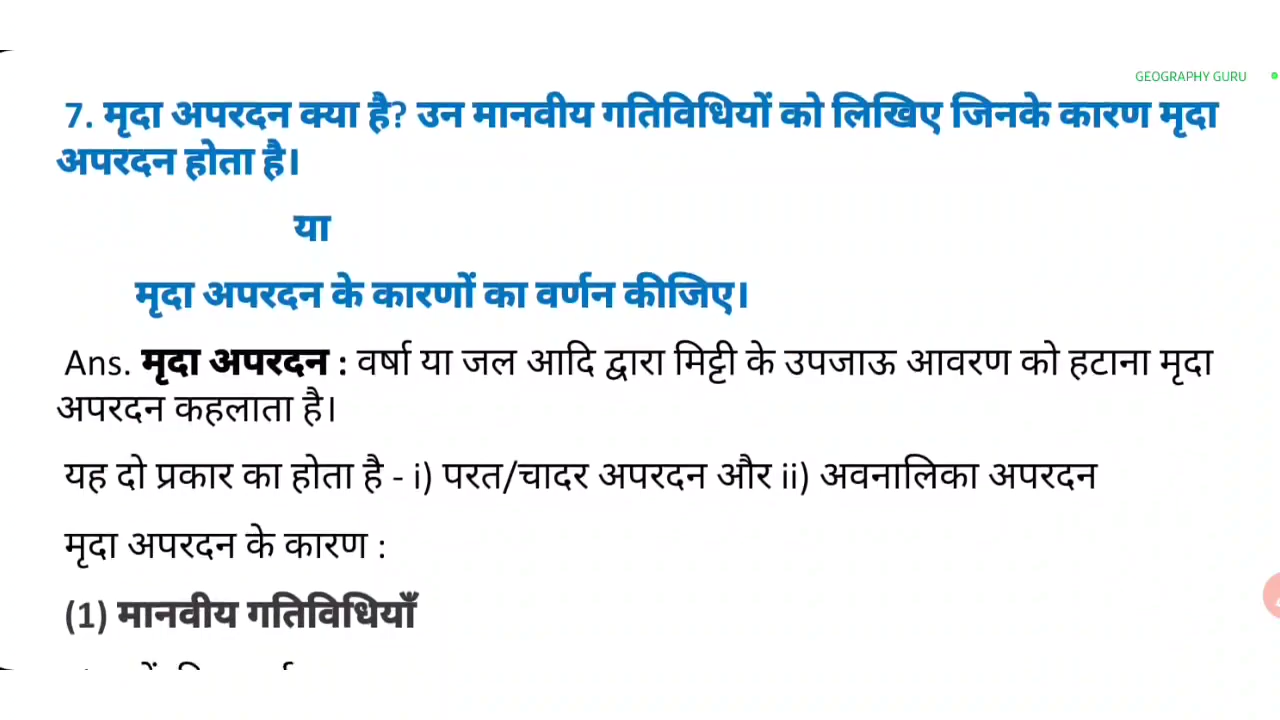 GEOGRAPHY GURU
7. मृदा अपरदन क्या है? उन मानवीय गतिविधियों को लिखिए जिनके कारण मृदा
अपरदन होता है।
या
मृदा अपरदन के कारणों का वर्णन कीजिए।
Ans. मृदा अपरदन : वर्षा या जल आदि द्वारा मिट्टी के उपजाऊ आवरण को हटाना मृदा
अपरदन कहलाता है।
यह दो प्रकार का होता है - i) परत/चादर अपरदन और ii) अवनालिका अपरदन
मृदा अपरदन के कारण :
(1) मानवीय गतिविधियाँ